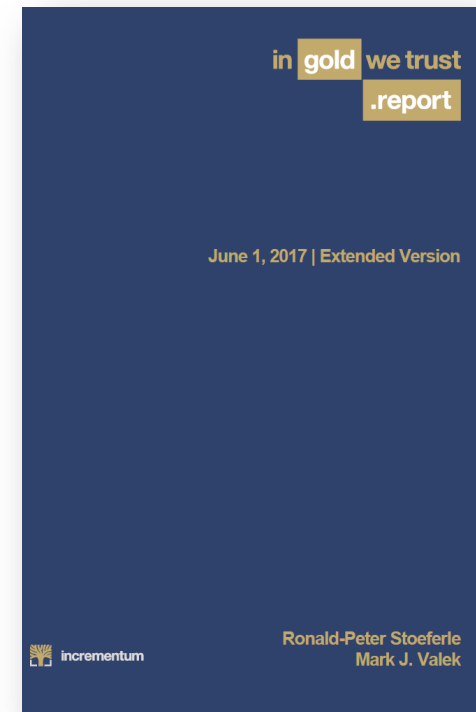 in gold we trust
.report
June 1, 2017 | Extended Version
Ronald-Peter Stoeferle
Mark J. Valek
incrementum